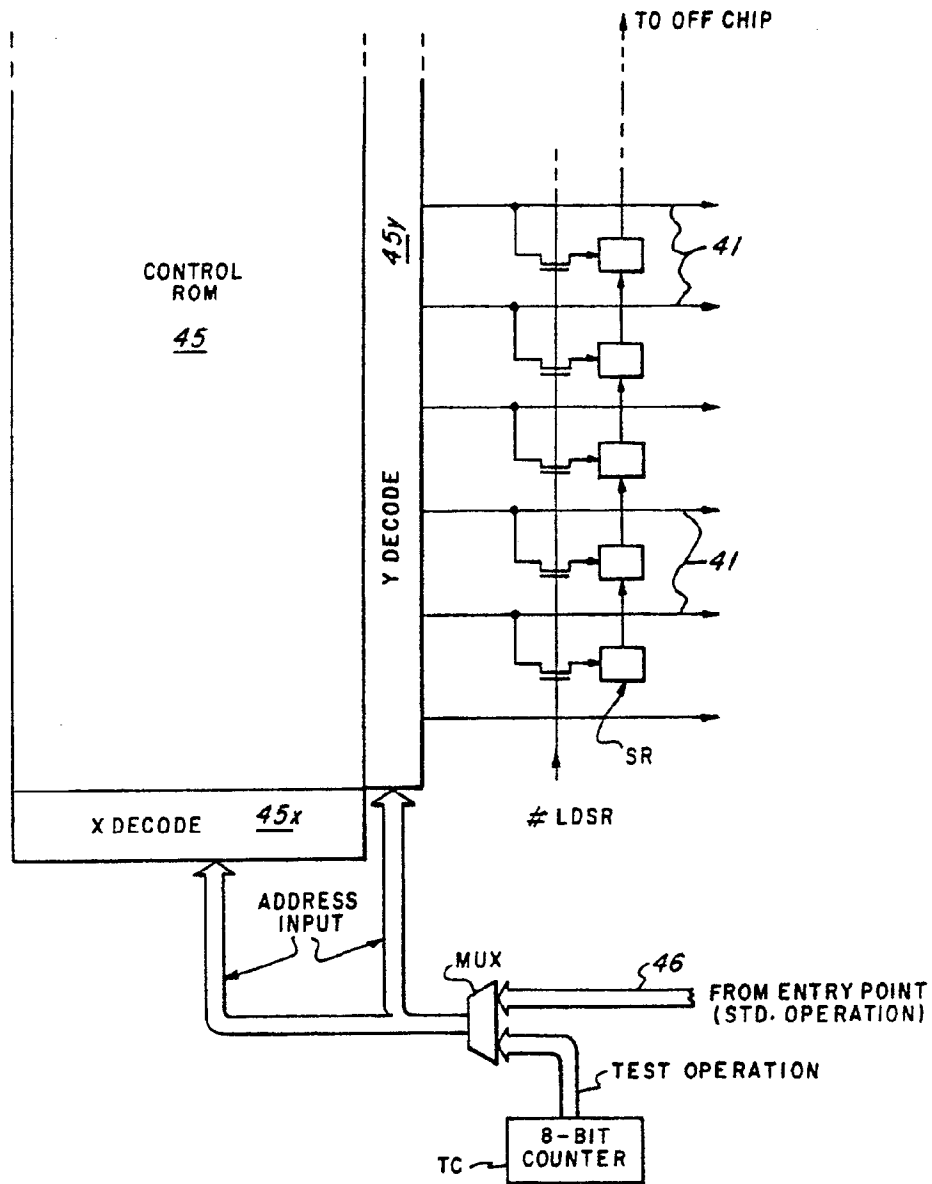 TO OFF CHIP
45y
41
CONTROL
ROM
45
Y DECODE
41
SR
X DECODE 45x
# LDSR
ADDRESS
INPUT
MUX
46
FROM ENTRY POINT
(STD. OPERATION)
TEST OPERATION
8-BIT
COUNTER
TC